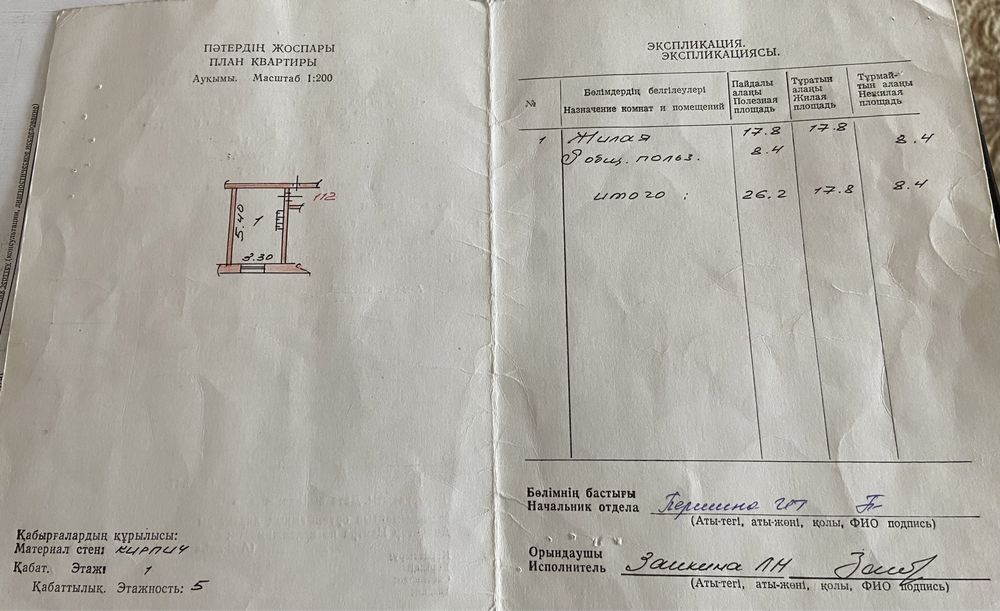 ПӘТЕРДІҢ ЖОСПАРЫ
ПЛАН КВАРТИРЫ
Ауқымы. Масштаб 1:200
112
5.40
1
3.30
Қабырғалардың құрылысы:
Материал стен: кирпич
Қабат. Этаж: 1
Қабаттылық. Этажность: 5
ЭКСПЛИКАЦИЯ.
ЭКСПЛИКАЦИЯСЫ.
№
Бөлімдердің белгілеулері
Назначение комнат и помещений
Пайдалы
алаңы
Полезная
площадь
Тұратын
алаңы
Жилая
площадь
Тұрмай-
тын алаңы
Нежилая
площадь
1 Жилая 17.8 17.8
S общ. польз. 8.4 8.4
итого: 26.2 17.8 8.4
Бөлімнің бастығы
Начальник отдела
(Аты-тегі, аты-жөні, қолы, ФИО подпись)
Орындаушы
Исполнитель Заикина ЛН
(Аты-тегі, аты-жөні, қолы, ФИО подпись)